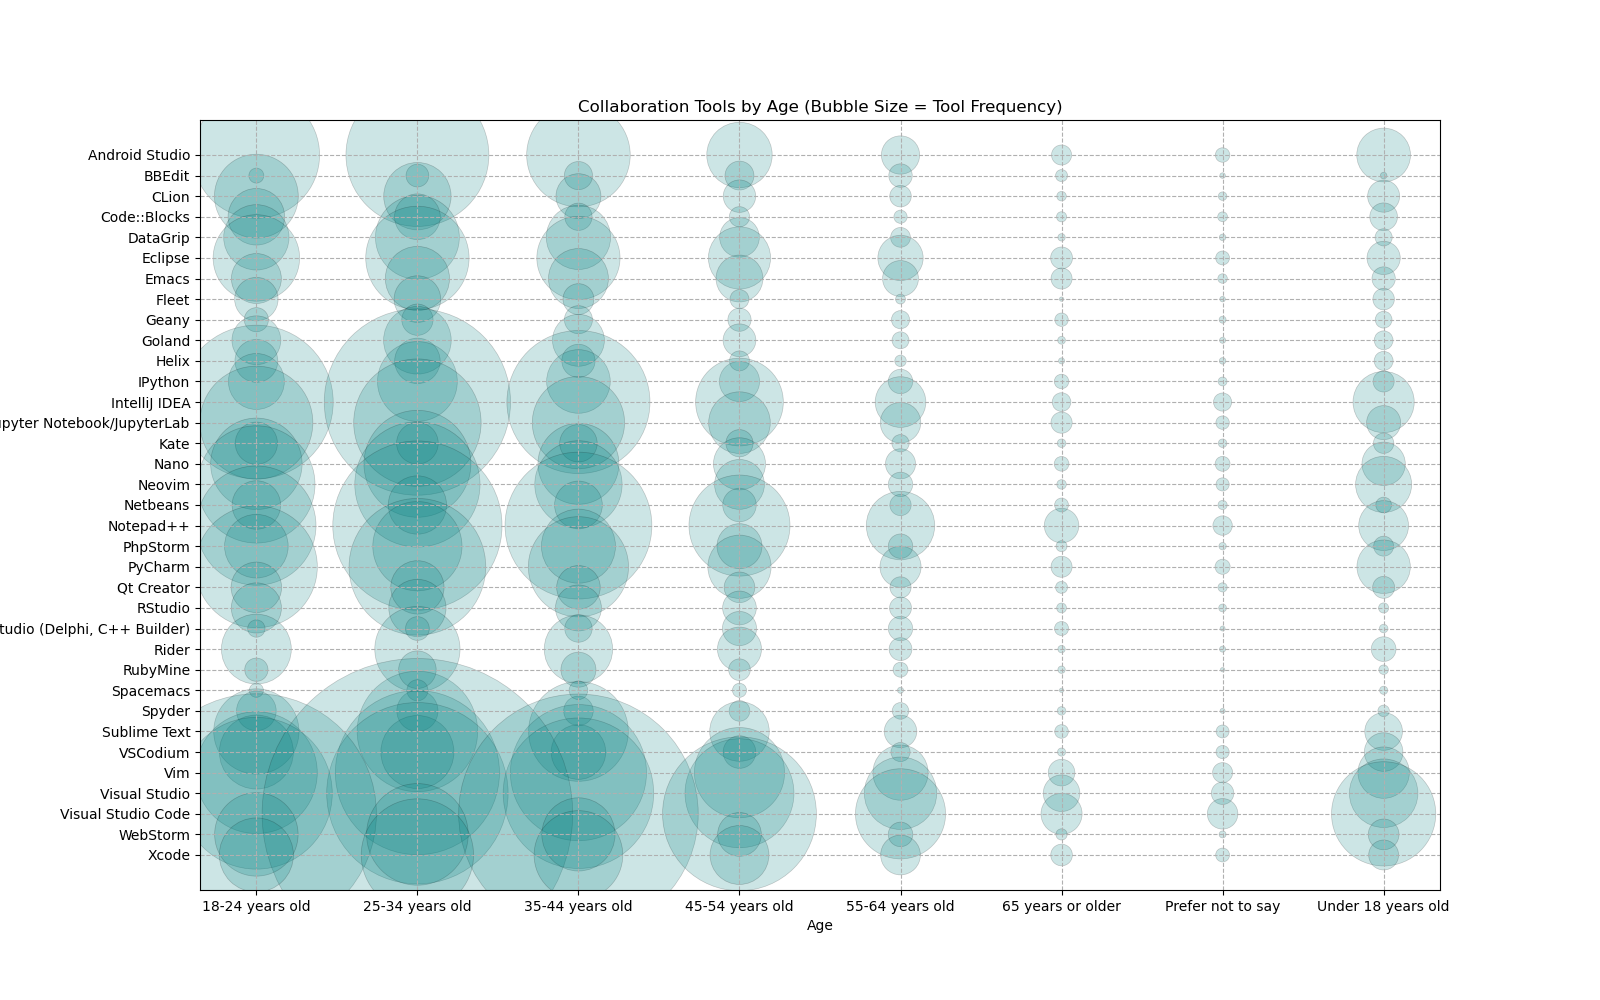 Collaboration Tools by Age (Bubble Size = Tool Frequency)
Android Studio
BBEdit
CLion
Code::Blocks
DataGrip
Eclipse
Emacs
Fleet
Geany
Goland
Helix
IPython
IntelliJ IDEA
Notebook/JupyterLab
Kate
Nano
Neovim
Netbeans
Notepad++
PhpStorm
PyCharm
Qt Creator
RStudio
(Delphi, C++ Builder)
Rider
RubyMine
Spacemacs
Spyder
Sublime Text
VSCodium
Vim
Visual Studio
Visual Studio Code
WebStorm
Xcode
18-24 years old
25-34 years old
35-44 years old
45-54 years old
55-64 years old
65 years or older
Prefer not to say
Under 18 years old
Age